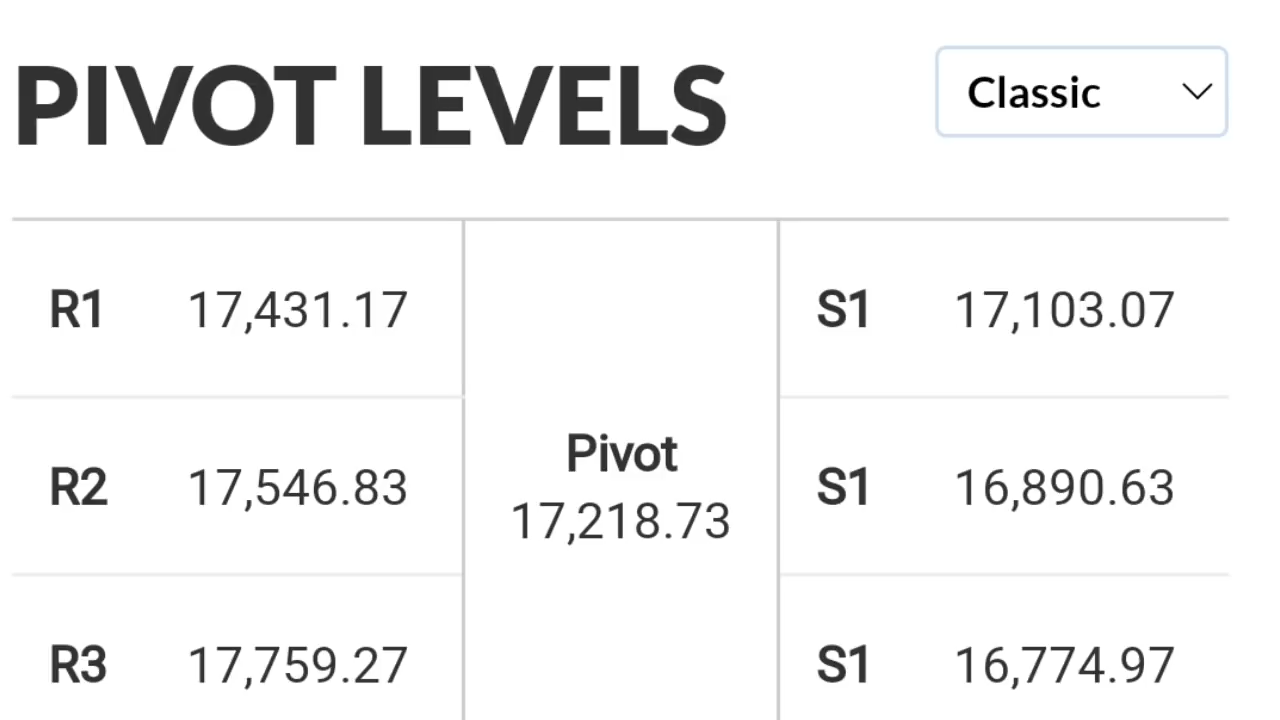 PIVOT LEVELS Classic
R1 17,431.17 S1 17,103.07
Pivot
R2 17,546.83 S1 16,890.63
17,218.73
R3 17,759.27 S1 16,774.97